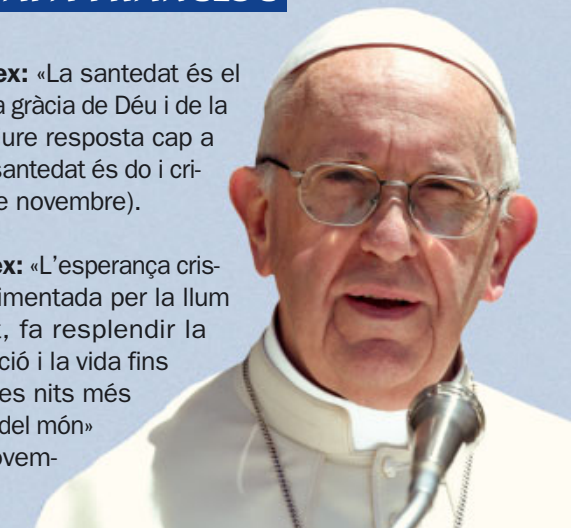 ex: «La santedat és el
a gràcia de Déu i de la
ure resposta cap a
santedat és do i cri-
e novembre).
ex: «L'esperança cris-
imentada per la llum
, fa resplendir la
ció i la vida fins
es nits més
del món»
ovem-